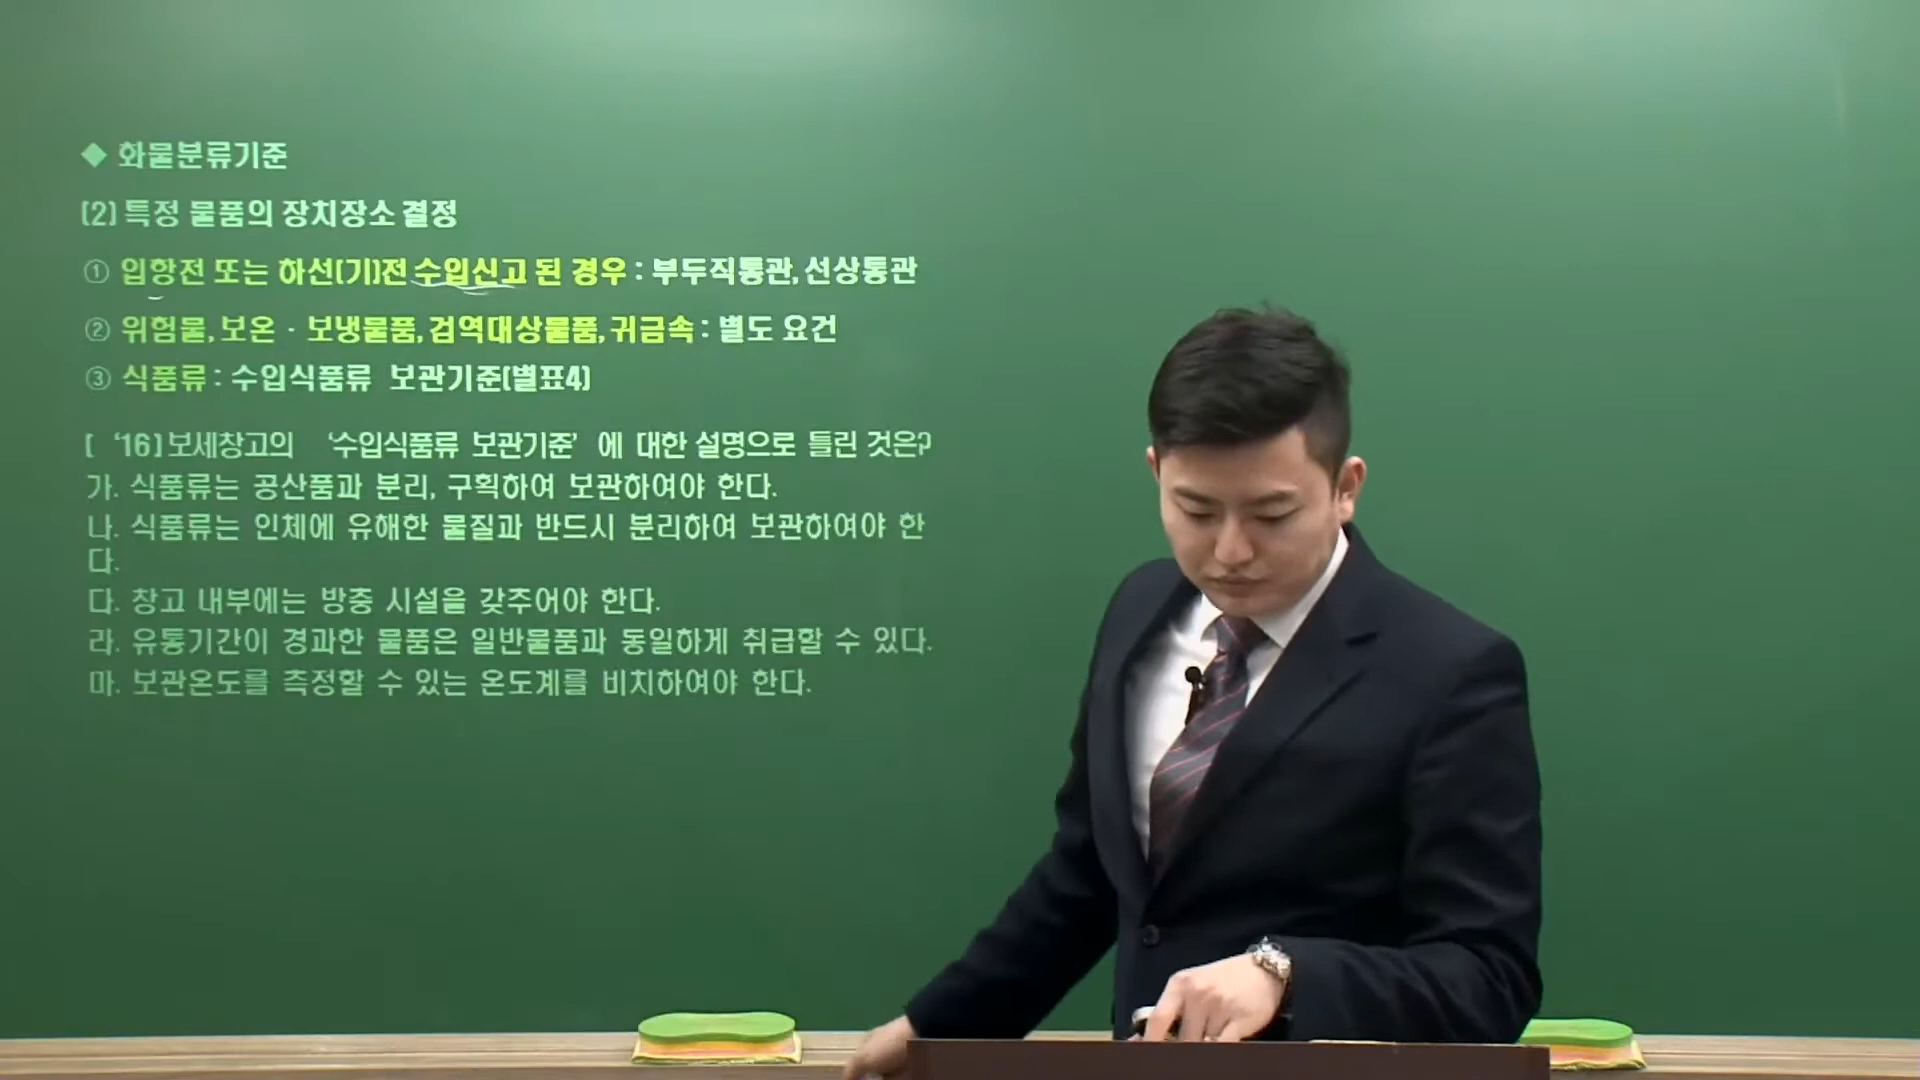 ◆ 화물분류기준
(2) 특정 물품의 장치장소 결정
① 입항전 또는 하선(기)전 수입신고 된 경우 : 부두직통관, 선상통관
② 위험물, 보온 · 보냉물품, 검역대상물품, 귀금속 : 별도 요건
③ 식품류 : 수입식품류 보관기준(별표4)
[ ‘16] 보세창고의 ‘수입식품류 보관기준’ 에 대한 설명으로 틀린 것은?
가. 식품류는 공산품과 분리, 구획하여 보관하여야 한다.
나. 식품류는 인체에 유해한 물질과 반드시 분리하여 보관하여야 한
다.
다. 창고 내부에는 방충 시설을 갖추어야 한다.
라. 유통기간이 경과한 물품은 일반물품과 동일하게 취급할 수 있다.
마. 보관온도를 측정할 수 있는 온도계를 비치하여야 한다.